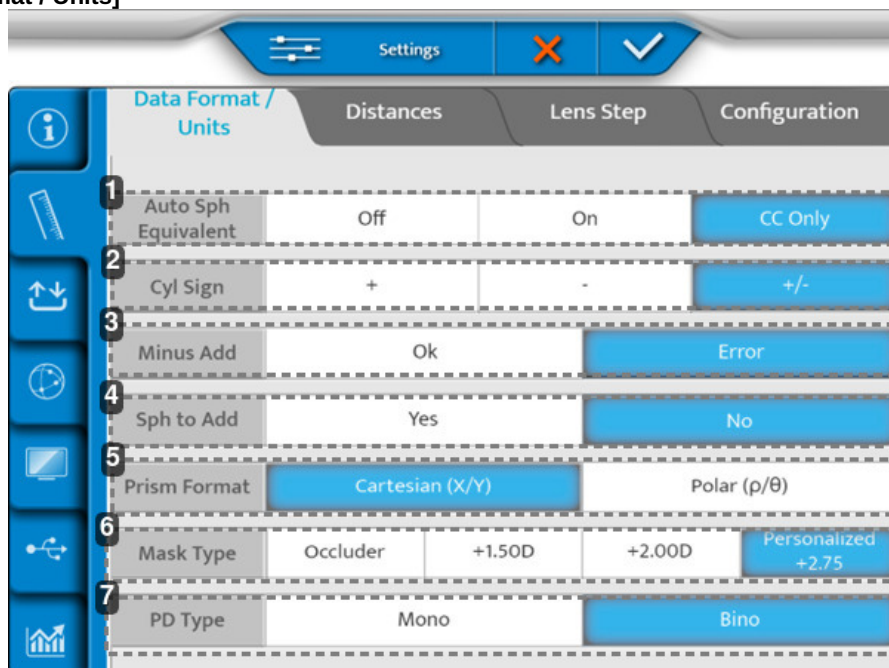 mat / Units]
Settings
Data Format /
Units
Distances
Lens Step
Configuration
1
Auto Sph
Equivalent
Off
On
CC Only
2
Cyl Sign
+
-
+/-
3
Minus Add
Ok
Error
4
Sph to Add
Yes
No
5
Prism Format
Cartesian (X/Y)
Polar (ρ/θ)
6
Mask Type
Occluder
+1.50D
+2.00D
Personalized
+2.75
7
PD Type
Mono
Bino